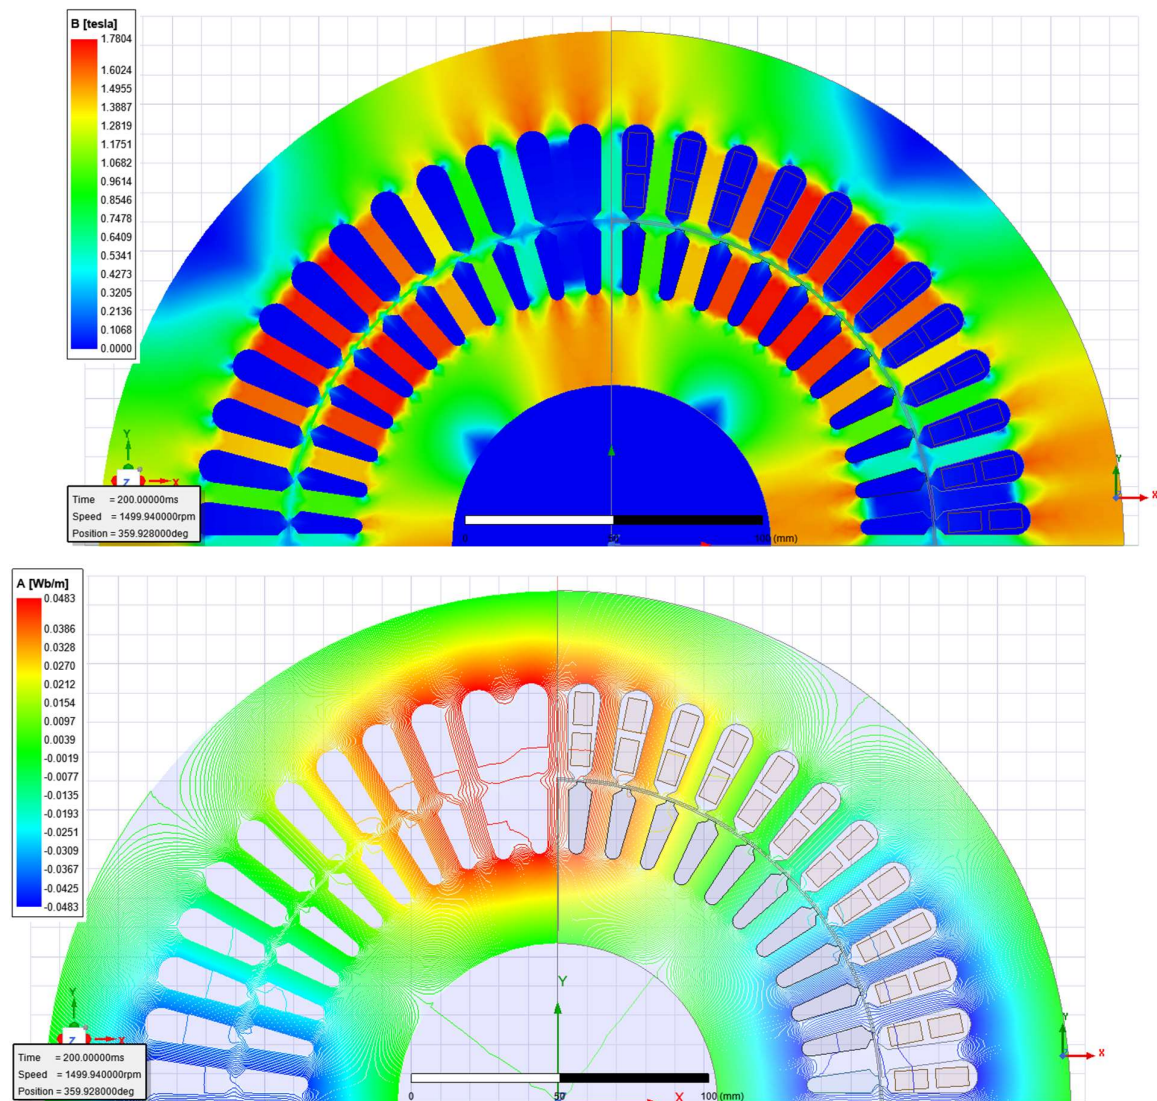 B [tesla]
1.7804
1.6024
1.4955
1.3887
1.2819
1.1751
1.0682
0.9614
0.8546
0.7478
0.6409
0.5341
0.4273
0.3205
0.2136
0.1068
0.0000
Y
Z X
Y
X
Time = 200.00000ms
Speed = 1499.940000rpm
Position = 359.928000deg
0 50 100 (mm)
A [Wb/m]
0.0483
0.0386
0.0328
0.0270
0.0212
0.0154
0.0097
0.0039
-0.0019
-0.0077
-0.0135
-0.0193
-0.0251
-0.0309
-0.0367
-0.0425
-0.0483
Y
Y
Y
Z X
X
Time = 200.00000ms
Speed = 1499.940000rpm
Position = 359.928000deg
0 50 100 (mm)
X